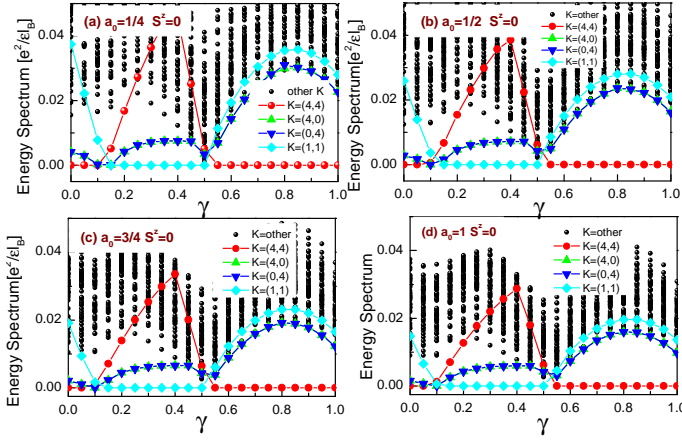 (a) a₀=1/4 S^z=0
Energy Spectrum [e²/ε l_B]
0.04
0.02
0.00
other K
K=(4,4)
K=(4,0)
K=(0,4)
K=(1,1)
0.0 0.2 0.4 0.6 0.8 1.0
γ
(b) a₀=1/2 S^z=0
Energy Spectrum [e²/ε l_B]
0.04
0.02
0.00
K=other
K=(4,4)
K=(4,0)
K=(0,4)
K=(1,1)
0.0 0.2 0.4 0.6 0.8 1.0
γ
(c) a₀=3/4 S^z=0
Energy Spectrum[e²/εl_B]
0.04
0.02
0.00
K=other
K=(4,4)
K=(4,0)
K=(0,4)
K=(1,1)
0.0 0.2 0.4 0.6 0.8 1.0
γ
(d) a₀=1 S^z=0
Energy Spectrum
0.04
0.02
0.00
K=other
K=(4,4)
K=(4,0)
K=(0,4)
K=(1,1)
0.0 0.2 0.4 0.6 0.8 1.0
γ